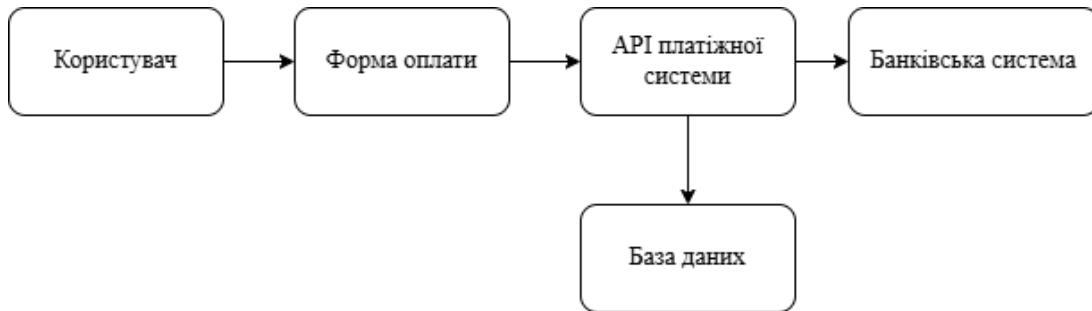 Користувач
Форма оплати
API платіжної
системи
Банківська система
База даних